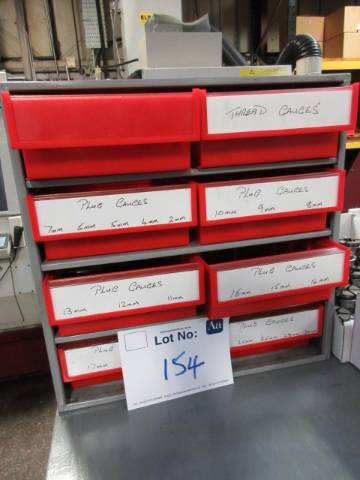 THREAD GAUGES
PLUG GAUGES
7mm 6mm 5mm 4mm 2mm
PLUG GAUGES
10mm 9mm 8mm
PLUG GAUGES
13mm 12mm 11mm
PLUG GAUGES
16mm 15mm 14mm
PLUG
17mm
PLUG GAUGES
Lot No:
154